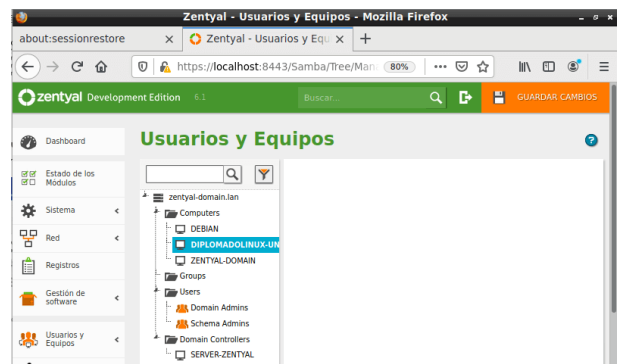 Zentyal - Usuarios y Equipos - Mozilla Firefox
about:sessionrestore
Zentyal - Usuarios y Equ
https://localhost:8443/Samba/Tree/Man
80%
zentyal Development Edition 6.1
Buscar...
GUARDAR CAMBIOS
Dashboard
Usuarios y Equipos
Estado de los
Módulos
Sistema
Red
Registros
Gestión de
software
Usuarios y
Equipos
zentyal-domain.lan
Computers
DEBIAN
DIPLOMADOLINUX-UN
ZENTYAL-DOMAIN
Groups
Users
Domain Admins
Schema Admins
Domain Controllers
SERVER-ZENTYAL